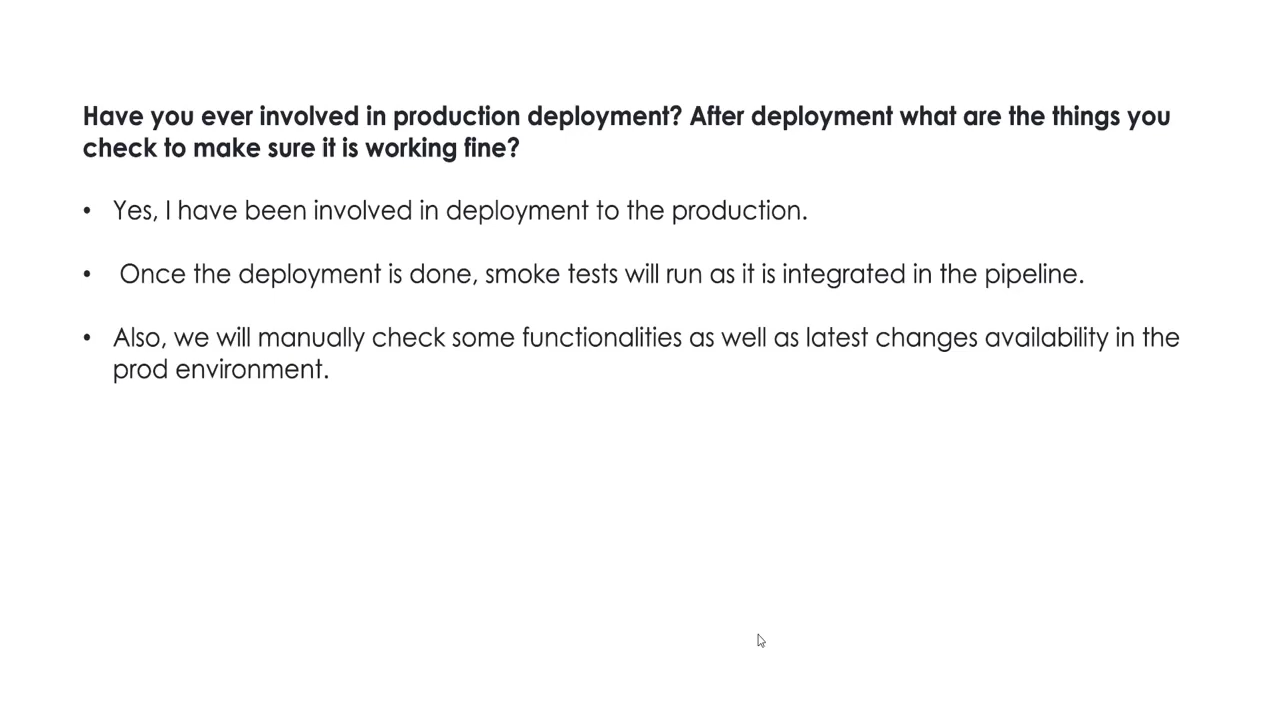 Have you ever involved in production deployment? After deployment what are the things you
check to make sure it is working fine?
• Yes, I have been involved in deployment to the production.
• Once the deployment is done, smoke tests will run as it is integrated in the pipeline.
• Also, we will manually check some functionalities as well as latest changes availability in the
prod environment.